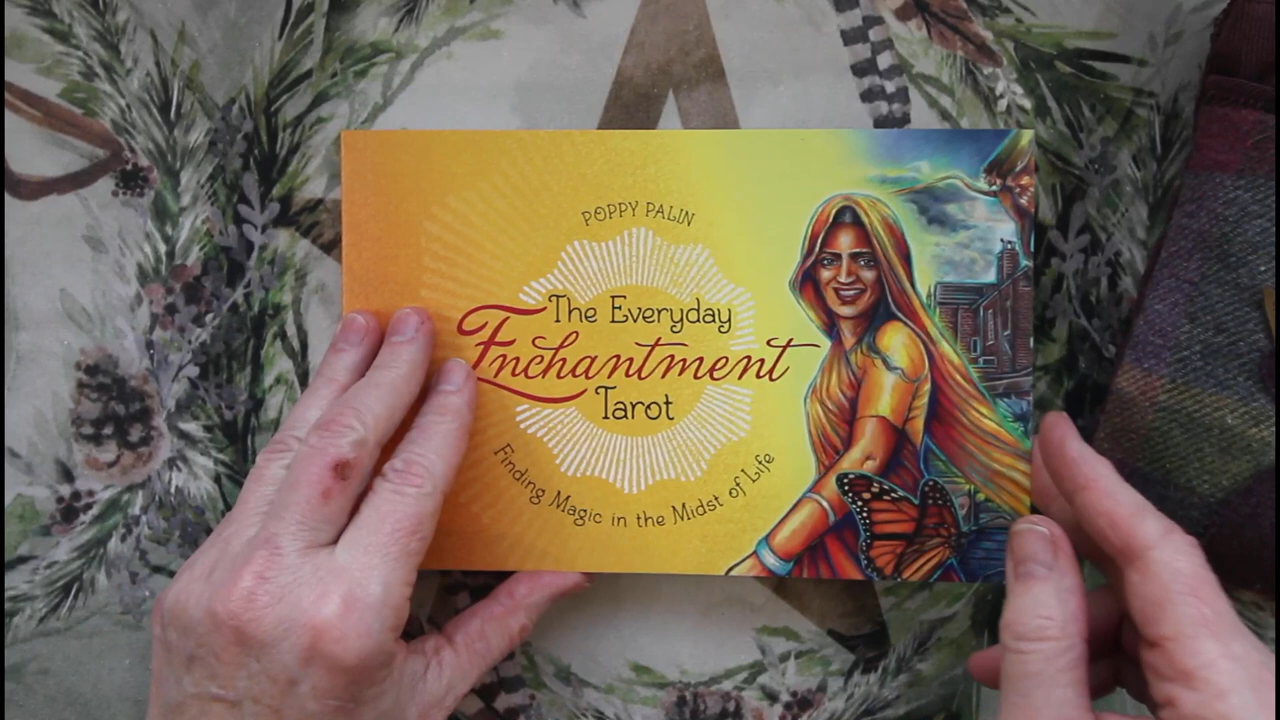 POPPY PALIN
The Everyday
Enchantment
Tarot
Finding Magic in the Midst of Life